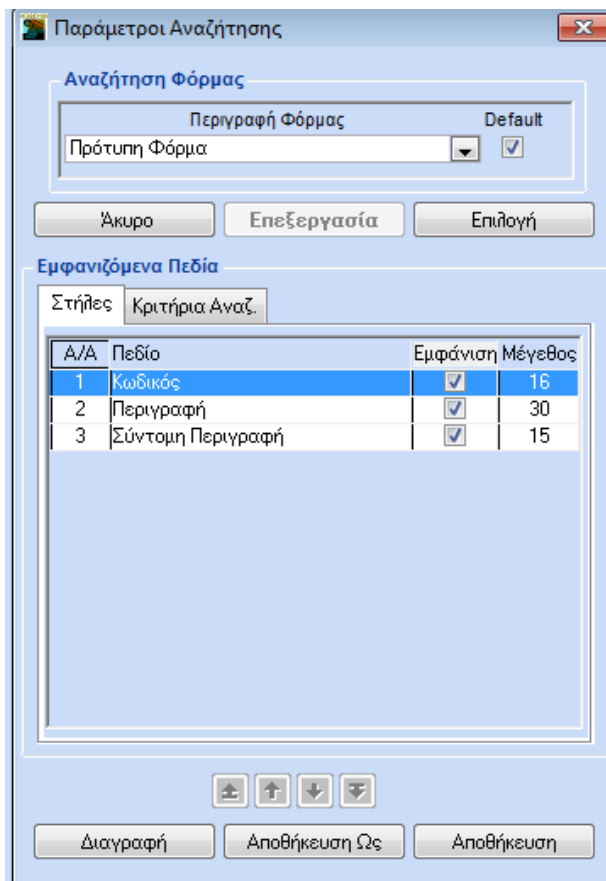 Παράμετροι Αναζήτησης
Αναζήτηση Φόρμας
Περιγραφή Φόρμας Default
Πρότυπη Φόρμα
Άκυρο Επεξεργασία Επιλογή
Εμφανιζόμενα Πεδία
Στήλες Κριτήρια Αναζ.
Α/Α Πεδίο Εμφάνιση Μέγεθος
1 Κωδικός 16
2 Περιγραφή 30
3 Σύντομη Περιγραφή 15
Διαγραφή Αποθήκευση Ως Αποθήκευση